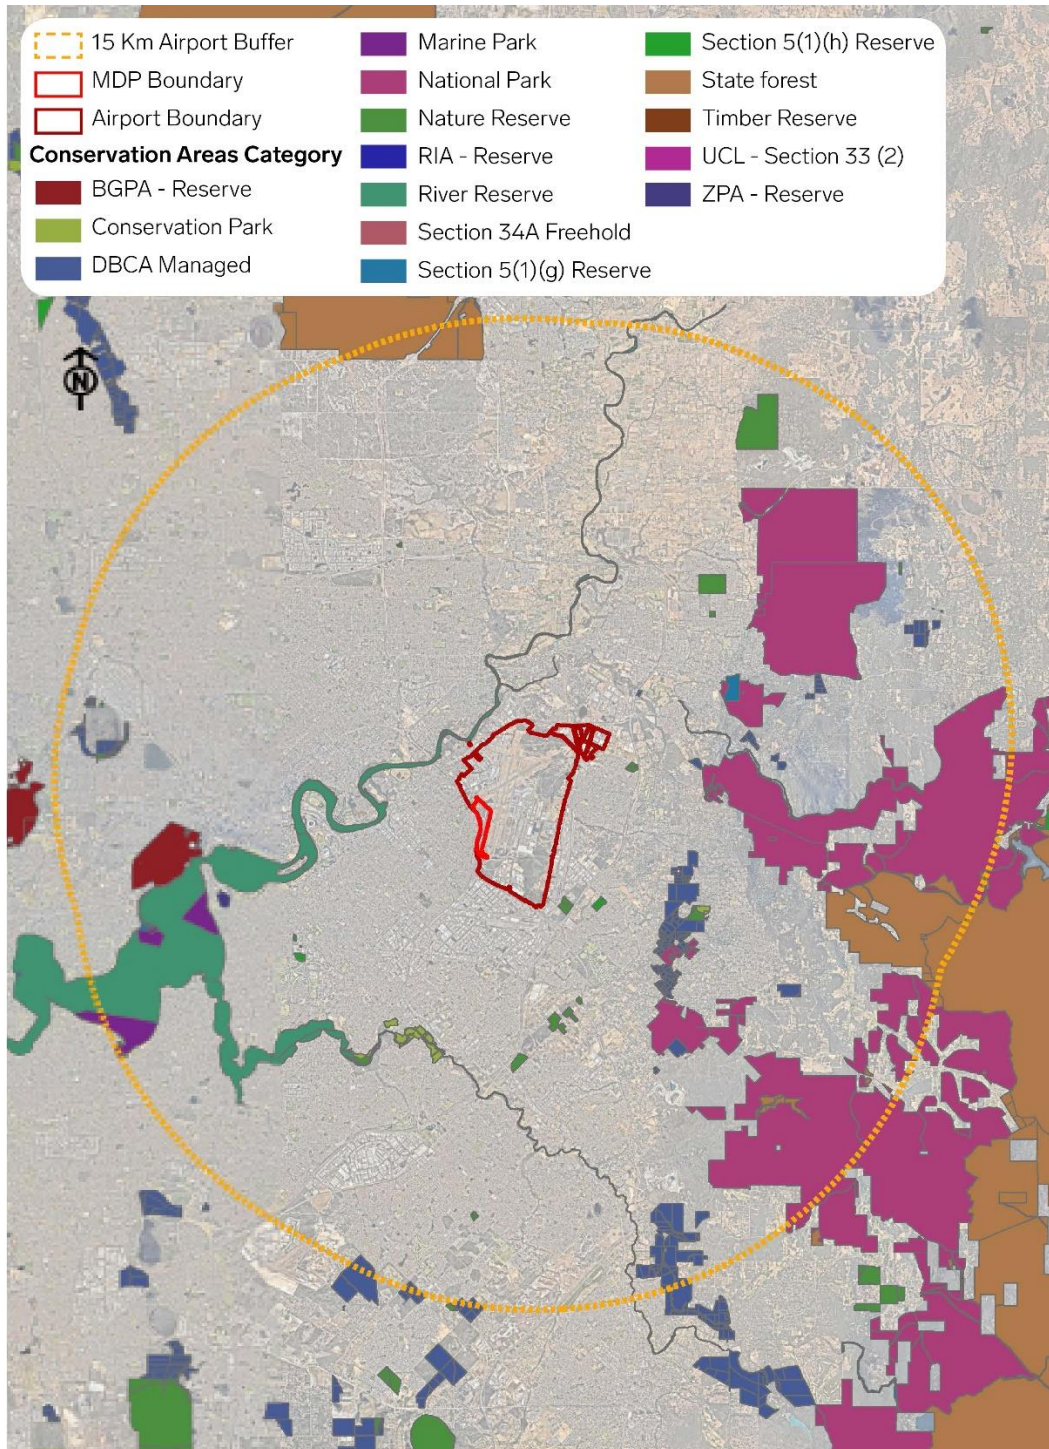 15 Km Airport Buffer
MDP Boundary
Airport Boundary
Conservation Areas Category
BGPA - Reserve
Conservation Park
DBCA Managed
Marine Park
National Park
Nature Reserve
RIA - Reserve
River Reserve
Section 34A Freehold
Section 5(1)(g) Reserve
Section 5(1)(h) Reserve
State forest
Timber Reserve
UCL - Section 33 (2)
ZPA - Reserve
N